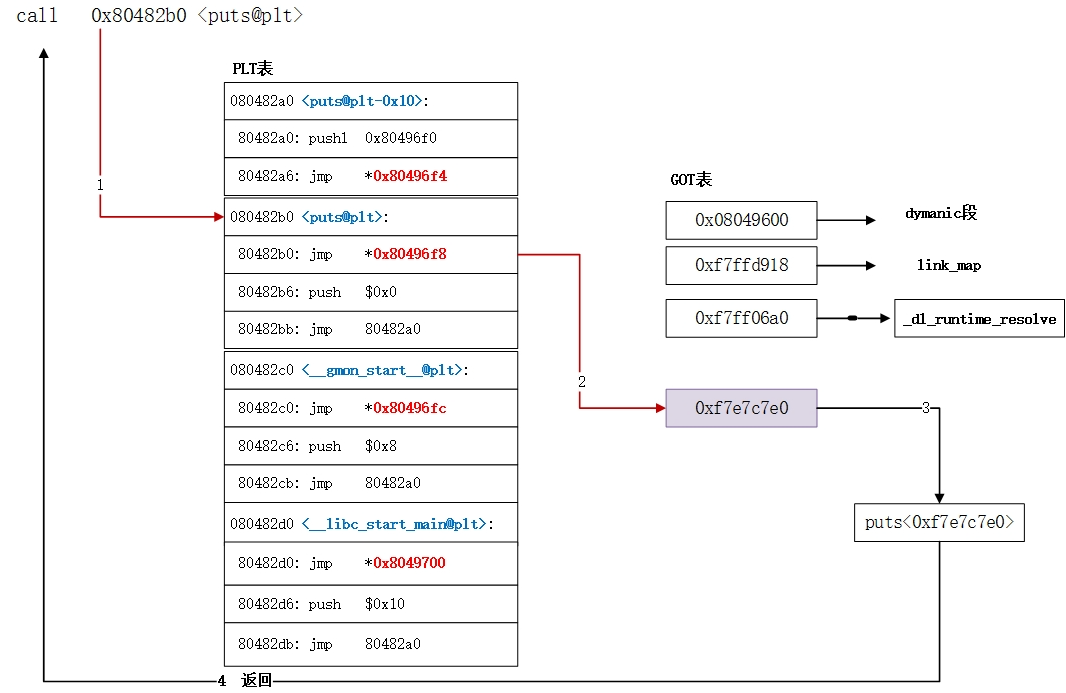 call 0x80482b0 <puts@plt>
PLT表
080482a0 <puts@plt-0x10>:
80482a0: pushl 0x80496f0
80482a6: jmp *0x80496f4
1
080482b0 <puts@plt>:
80482b0: jmp *0x80496f8
80482b6: push $0x0
80482bb: jmp 80482a0
080482c0 <__gmon_start__@plt>:
80482c0: jmp *0x80496fc
80482c6: push $0x8
80482cb: jmp 80482a0
080482d0 <__libc_start_main@plt>:
80482d0: jmp *0x8049700
80482d6: push $0x10
80482db: jmp 80482a0
GOT表
0x08049600 dymanic段
0xf7ffd918 link_map
0xf7ff06a0 _dl_runtime_resolve
2
0xf7e7c7e0 3
puts<0xf7e7c7e0>
4 返回